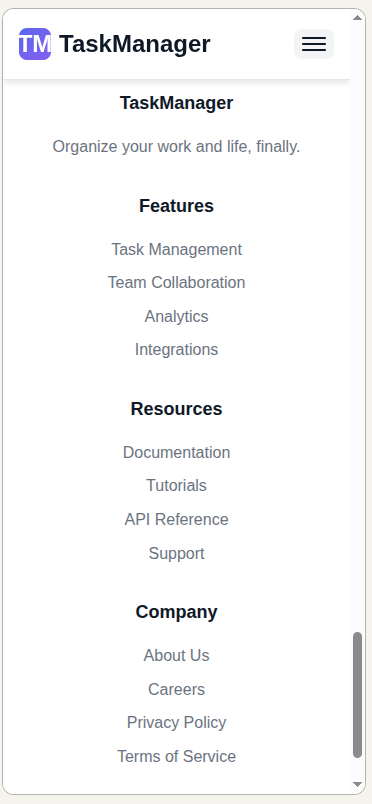 TM TaskManager
TaskManager
Organize your work and life, finally.
Features
Task Management
Team Collaboration
Analytics
Integrations
Resources
Documentation
Tutorials
API Reference
Support
Company
About Us
Careers
Privacy Policy
Terms of Service